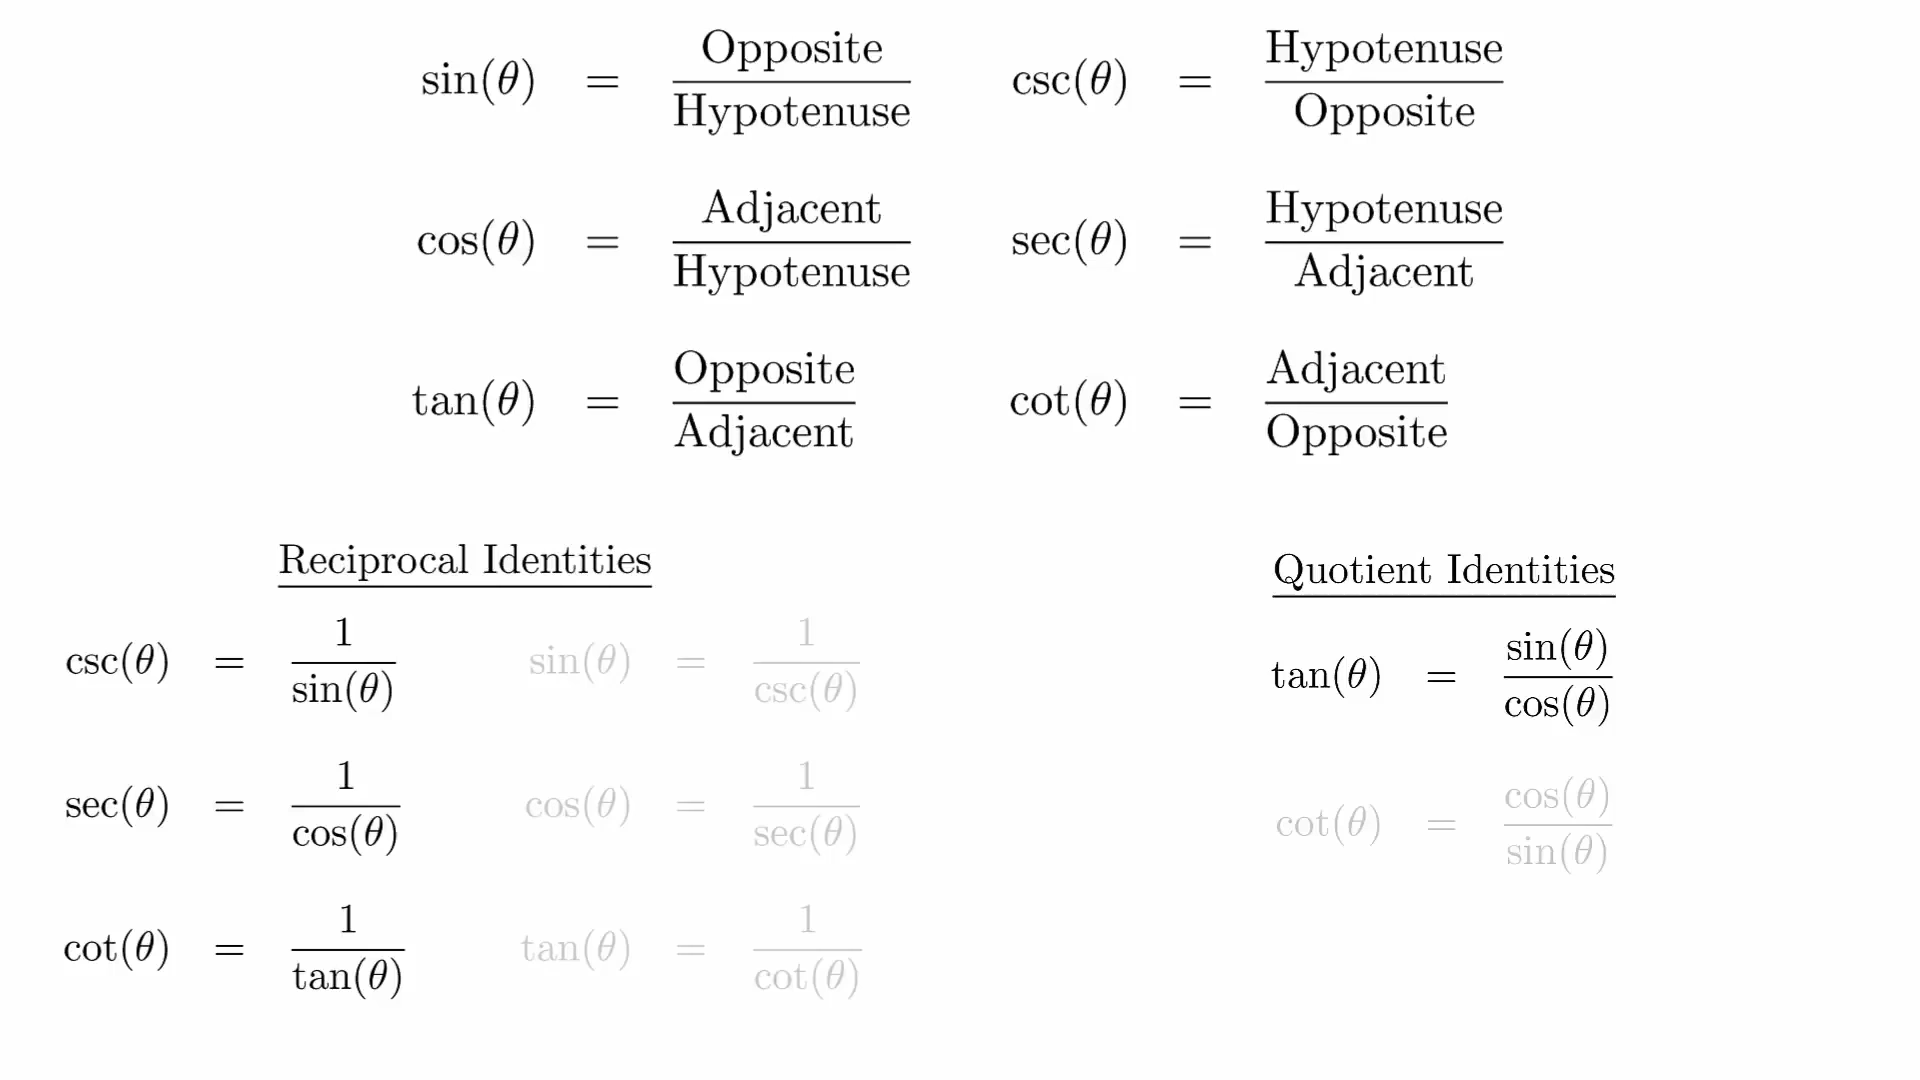 sin(θ) = Opposite/Hypotenuse csc(θ) = Hypotenuse/Opposite
cos(θ) = Adjacent/Hypotenuse sec(θ) = Hypotenuse/Adjacent
tan(θ) = Opposite/Adjacent cot(θ) = Adjacent/Opposite
Reciprocal Identities
csc(θ) = 1/sin(θ) sin(θ) = 1/csc(θ)
sec(θ) = 1/cos(θ) cos(θ) = 1/sec(θ)
cot(θ) = 1/tan(θ) tan(θ) = 1/cot(θ)
Quotient Identities
tan(θ) = sin(θ)/cos(θ)
cot(θ) = cos(θ)/sin(θ)